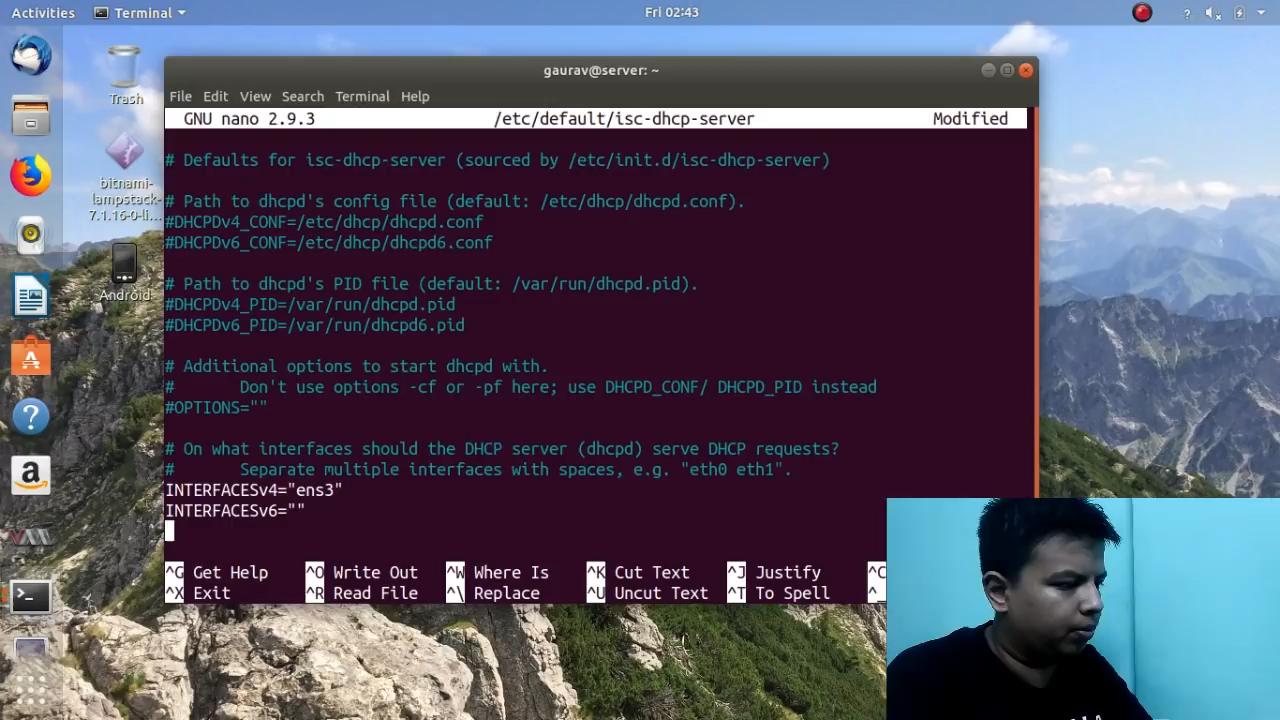 Activities
Terminal
Fri 02:43
?
gaurav@server: ~
File Edit View Search Terminal Help
GNU nano 2.9.3 /etc/default/isc-dhcp-server Modified
# Defaults for isc-dhcp-server (sourced by /etc/init.d/isc-dhcp-server)
# Path to dhcpd's config file (default: /etc/dhcp/dhcpd.conf).
#DHCPDv4_CONF=/etc/dhcp/dhcpd.conf
#DHCPDv6_CONF=/etc/dhcp/dhcpd6.conf
# Path to dhcpd's PID file (default: /var/run/dhcpd.pid).
#DHCPDv4_PID=/var/run/dhcpd.pid
#DHCPDv6_PID=/var/run/dhcpd6.pid
# Additional options to start dhcpd with.
# Don't use options -cf or -pf here; use DHCPD_CONF/ DHCPD_PID instead
#OPTIONS=""
# On what interfaces should the DHCP server (dhcpd) serve DHCP requests?
# Separate multiple interfaces with spaces, e.g. "eth0 eth1".
INTERFACESv4="ens3"
INTERFACESv6=""
^G Get Help ^O Write Out ^W Where Is ^K Cut Text ^J Justify ^C
^X Exit ^R Read File ^\ Replace ^U Uncut Text ^T To Spell ^_
Trash
bitnami-
lampstack-
7.1.16-0-li...
Android
A
?
a
>_